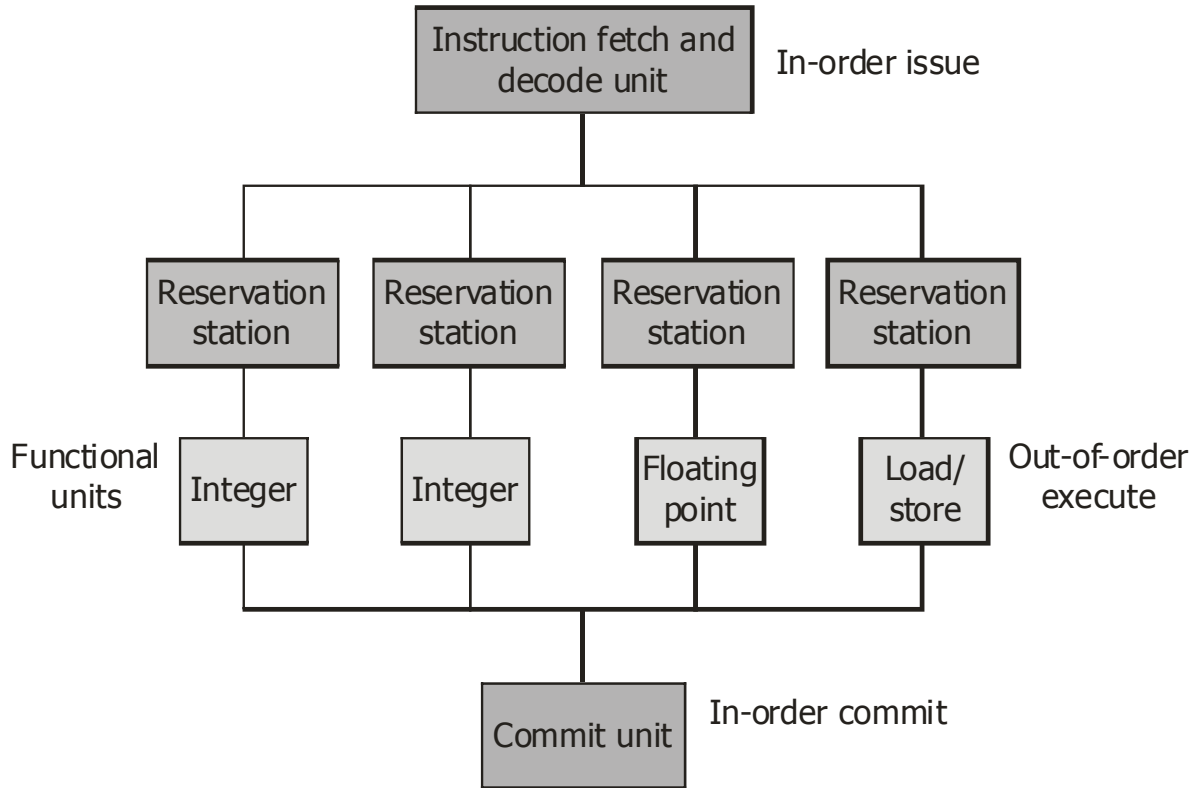 Instruction fetch and
decode unit
In-order issue
Reservation
station
Reservation
station
Reservation
station
Reservation
station
Functional
units
Integer
Integer
Floating
point
Load/
store
Out-of-order
execute
Commit unit
In-order commit